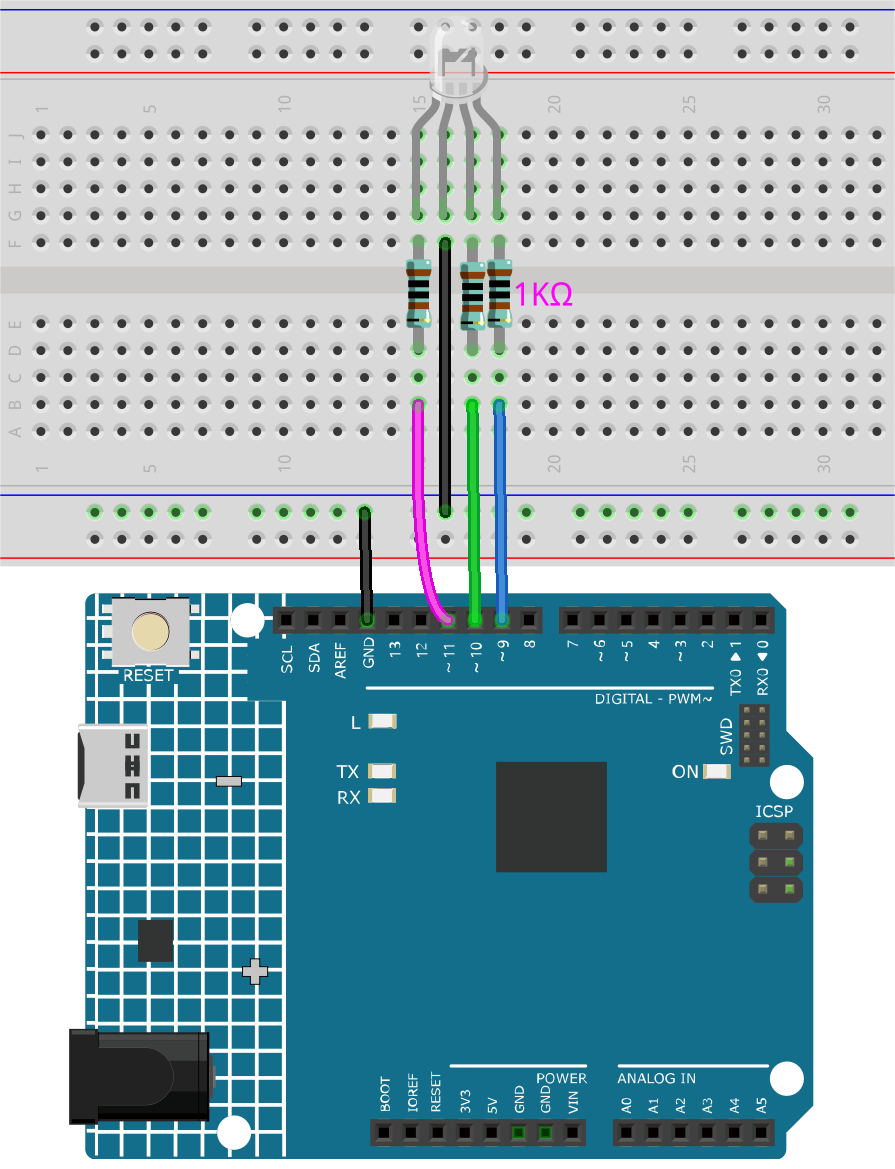 1 5 10 15 20 25 30
J
I
H
G
F
1KΩ
E
D
C
B
A
1 5 10 20 25 30
SCL SDA AREF GND 13 12 ~11 ~10 ~9 8 7 ~6 ~5 4 ~3 2 TX0▶1 RX0◀0
RESET
DIGITAL - PWM~
L
SWD
TX
ON
RX
ICSP
POWER
ANALOG IN
BOOT IOREF RESET 3V3 5V GND GND VIN A0 A1 A2 A3 A4 A5